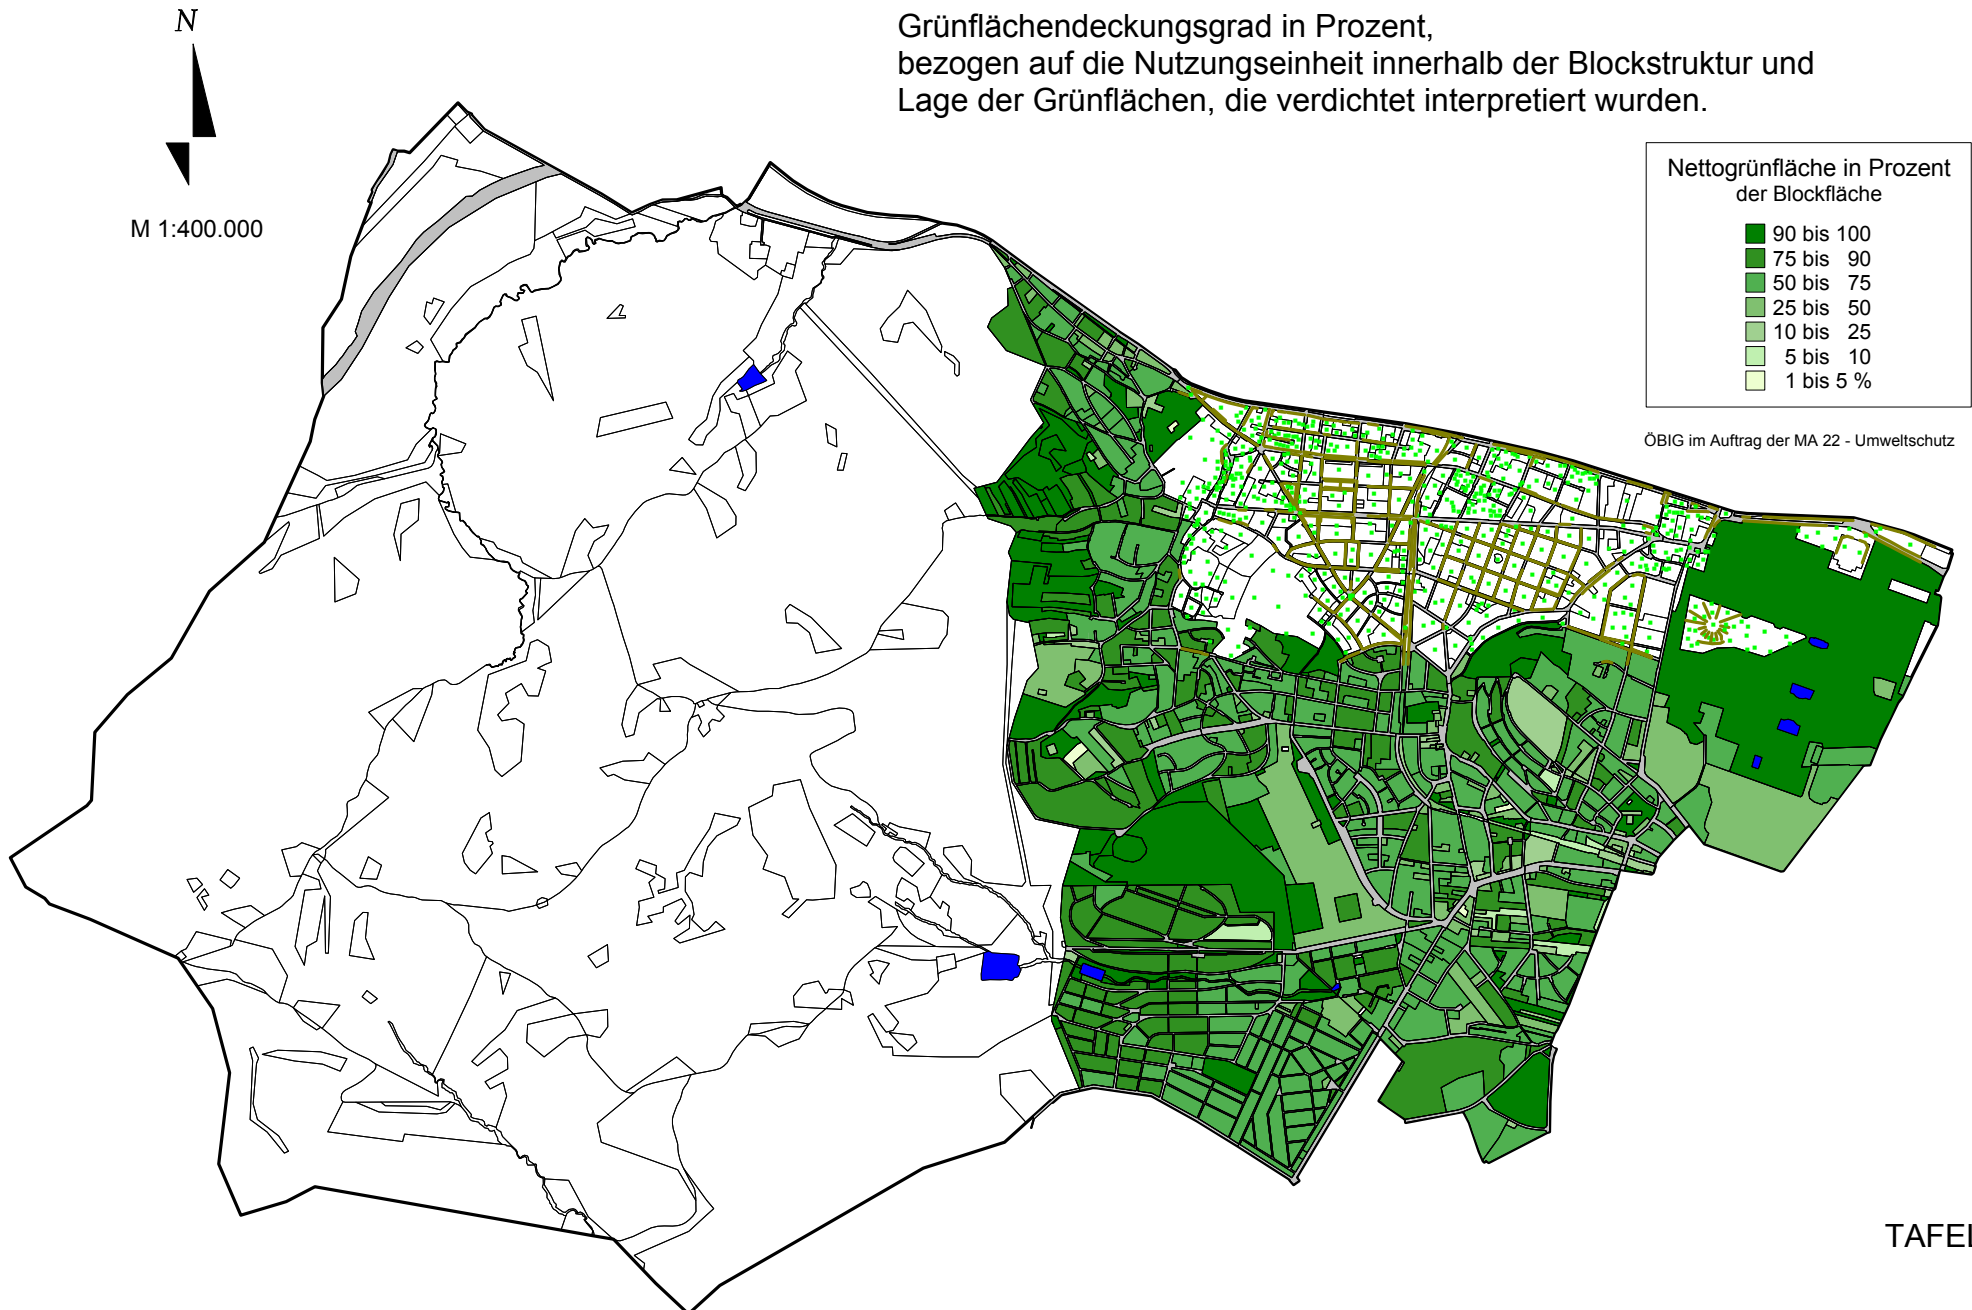 N
M 1:400.000
Grünflächendeckungsgrad in Prozent,
bezogen auf die Nutzungseinheit innerhalb der Blockstruktur und
Lage der Grünflächen, die verdichtet interpretiert wurden.
Nettogrünfläche in Prozent
der Blockfläche
90 bis 100
75 bis 90
50 bis 75
25 bis 50
10 bis 25
5 bis 10
1 bis 5 %
ÖBIG im Auftrag der MA 22 - Umweltschutz
TAFEL